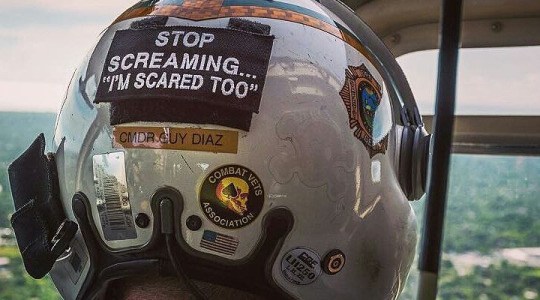 STOP
SCREAMING...
"I'M SCARED TOO"
CMDR.GUY DIAZ
COMBAT VETS
ASSOCIATION